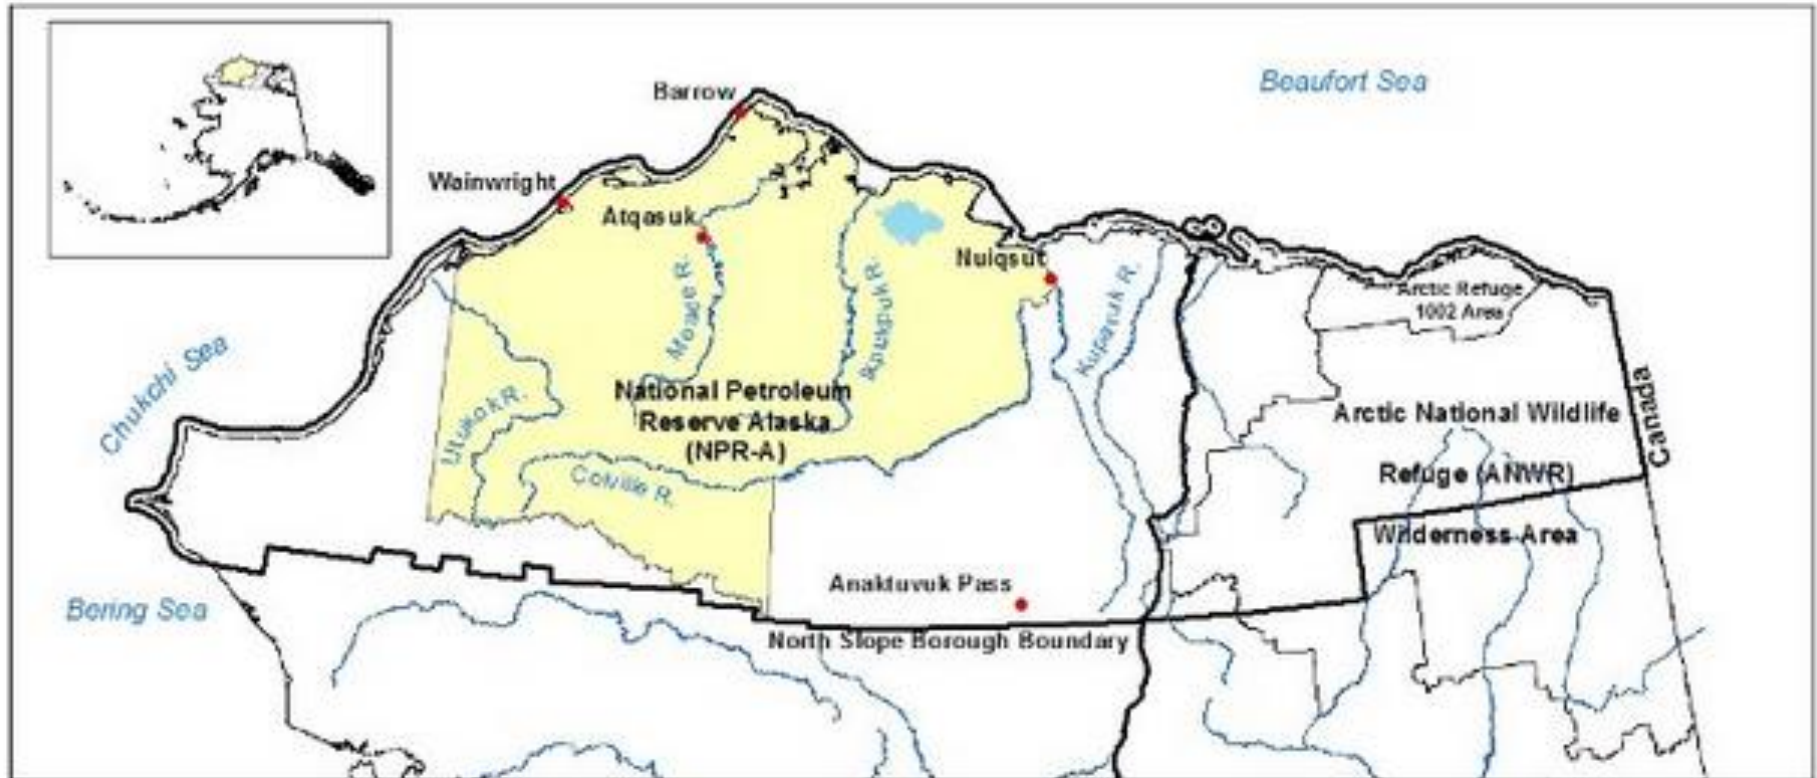 Beaufort Sea
Barrow
Wainwright
Atqasuk
Nuiqsut
Meade R.
Ikpikpuk R.
Kuparuk R.
Arctic Refuge
1002 Area
Chukchi Sea
Canada
National Petroleum
Reserve Alaska
(NPR-A)
Utukok R.
Colville R.
Arctic National Wildlife
Refuge (ANWR)
Wilderness Area
Anaktuvuk Pass
Bering Sea
North Slope Borough Boundary